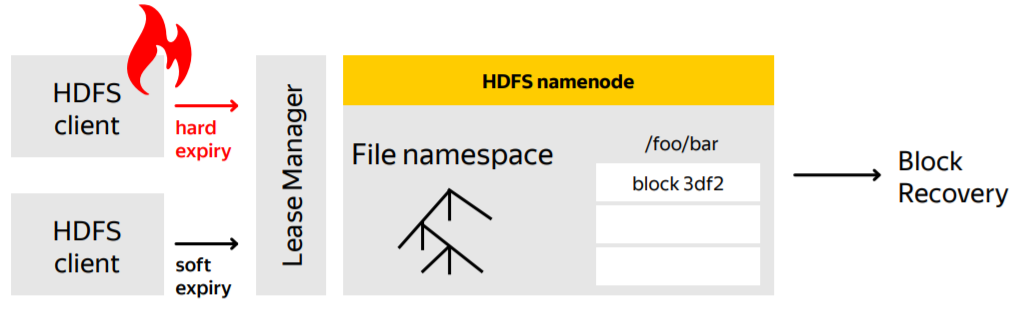 HDFS
client
hard
expiry
HDFS
client
soft
expiry
Lease Manager
HDFS namenode
File namespace
/foo/bar
block 3df2
Block
Recovery